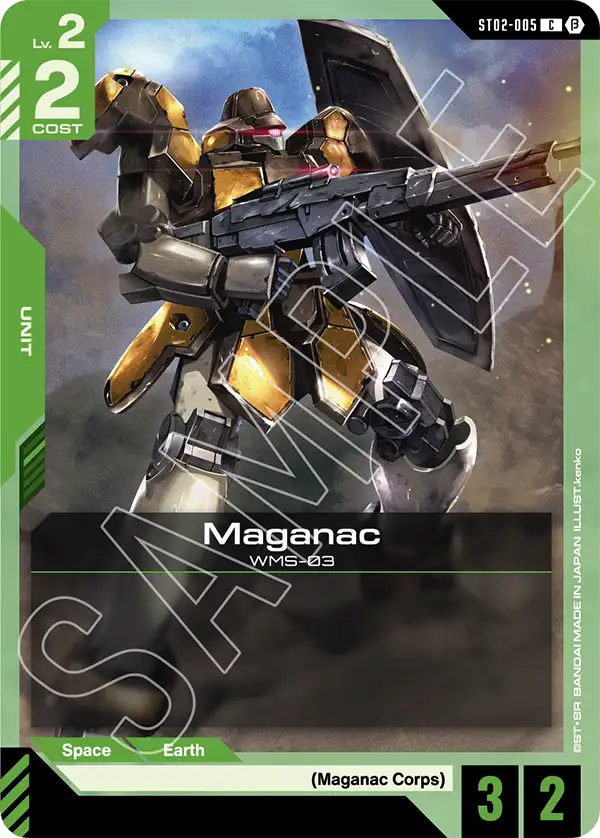 Lv. 2
2
COST
ST02-005 C β
UNIT
SAMPLE
Maganac
WMS-03
©ST・SR BANDAI MADE IN JAPAN ILLUST.kenko
Space Earth
(Maganac Corps)
3 2